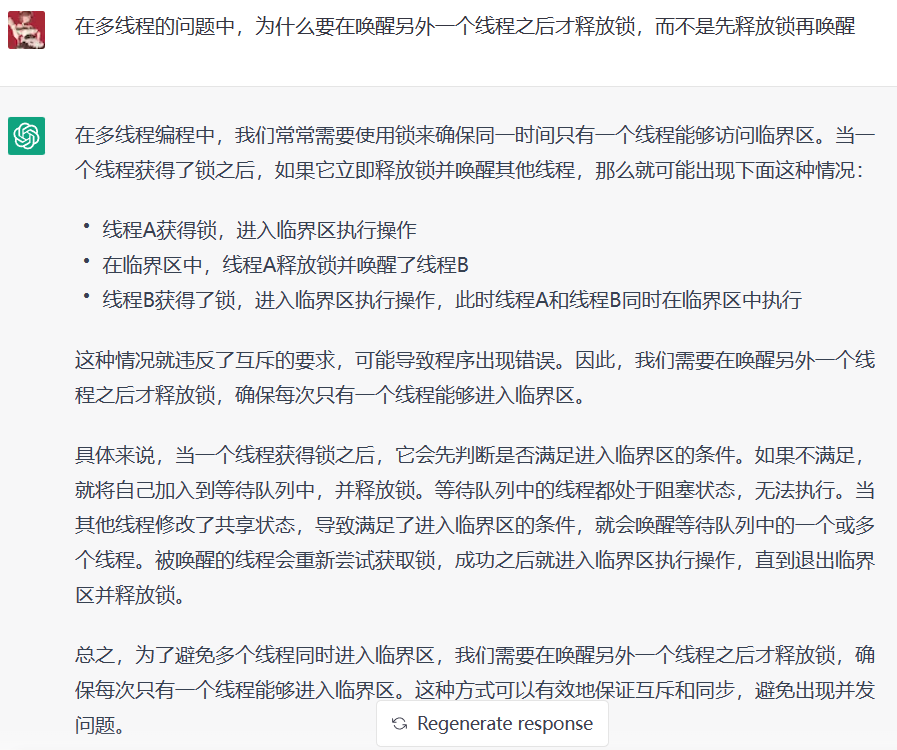 在多线程的问题中，为什么要在唤醒另外一个线程之后才释放锁，而不是先释放锁再唤醒
在多线程编程中，我们常常需要使用锁来确保同一时间只有一个线程能够访问临界区。当一
个线程获得了锁之后，如果它立即释放锁并唤醒其他线程，那么就可能出现下面这种情况：
• 线程A获得锁，进入临界区执行操作
• 在临界区中，线程A释放锁并唤醒了线程B
• 线程B获得了锁，进入临界区执行操作，此时线程A和线程B同时在临界区中执行
这种情况就违反了互斥的要求，可能导致程序出现错误。因此，我们需要在唤醒另外一个线
程之后才释放锁，确保每次只有一个线程能够进入临界区。
具体来说，当一个线程获得锁之后，它会先判断是否满足进入临界区的条件。如果不满足，
就将自己加入到等待队列中，并释放锁。等待队列中的线程都处于阻塞状态，无法执行。当
其他线程修改了共享状态，导致满足了进入临界区的条件，就会唤醒等待队列中的一个或多
个线程。被唤醒的线程会重新尝试获取锁，成功之后就进入临界区执行操作，直到退出临界
区并释放锁。
总之，为了避免多个线程同时进入临界区，我们需要在唤醒另外一个线程之后才释放锁，确
保每次只有一个线程能够进入临界区。这种方式可以有效地保证互斥和同步，避免出现并发
问题。
Regenerate response